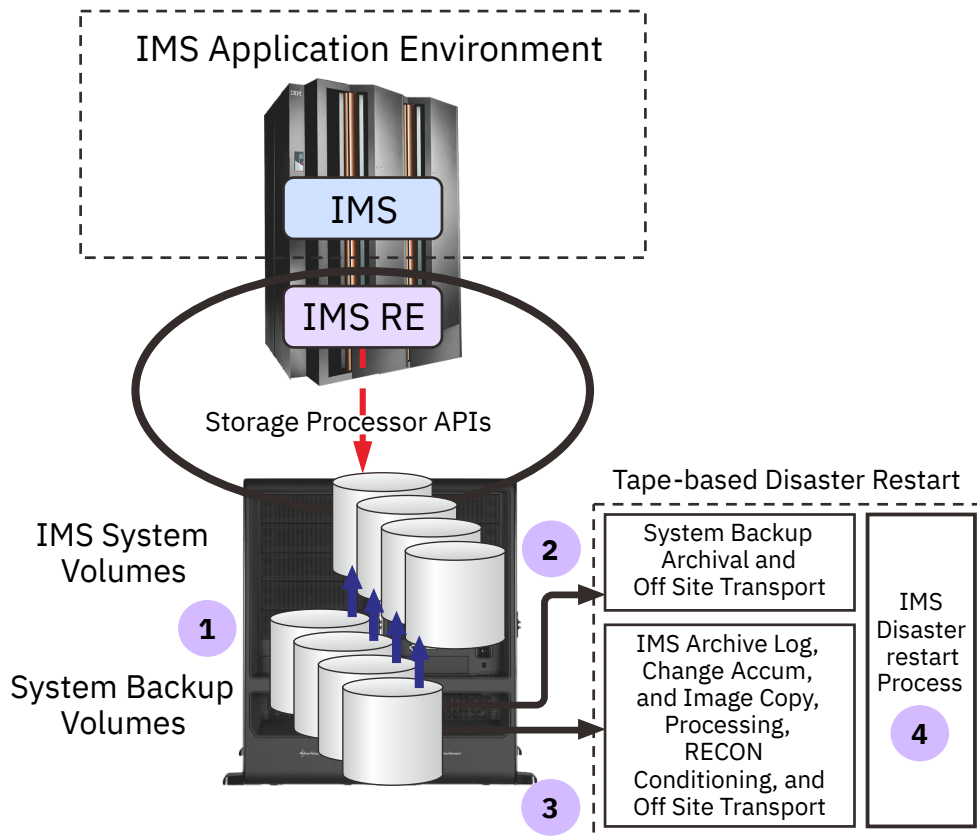 IMS Application Environment
IBM
IMS
IMS RE
Storage Processor APIs
Tape-based Disaster Restart
IMS System
Volumes
1
System Backup
Volumes
2
System Backup
Archival and
Off Site Transport
IMS Archive Log,
Change Accum,
and Image Copy,
Processing,
RECON
Conditioning, and
Off Site Transport
3
IMS
Disaster
restart
Process
4